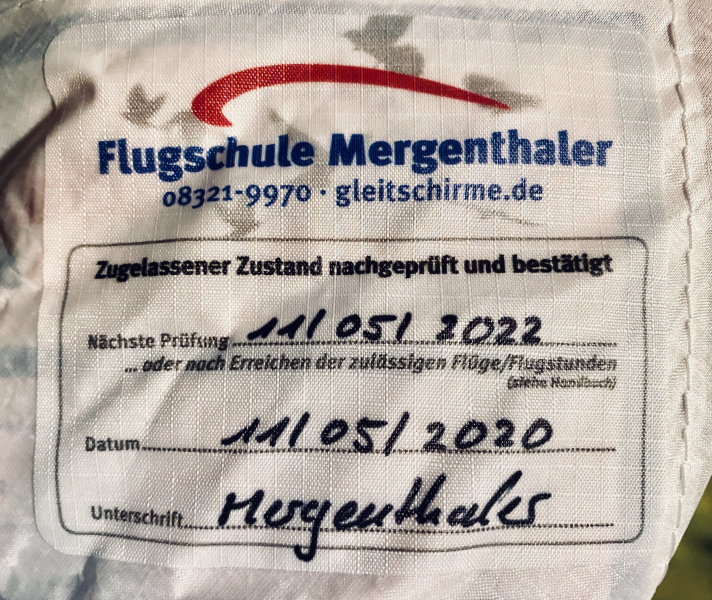 Flugschule Mergenthaler
08321-9970 · gleitschirme.de
Zugelassener Zustand nachgeprüft und bestätigt
Nächste Prüfung 11/05/2022
... oder nach Erreichen der zulässigen Flüge/Flugstunden
(siehe Handbuch)
Datum 11/05/2020
Unterschrift Mergenthaler